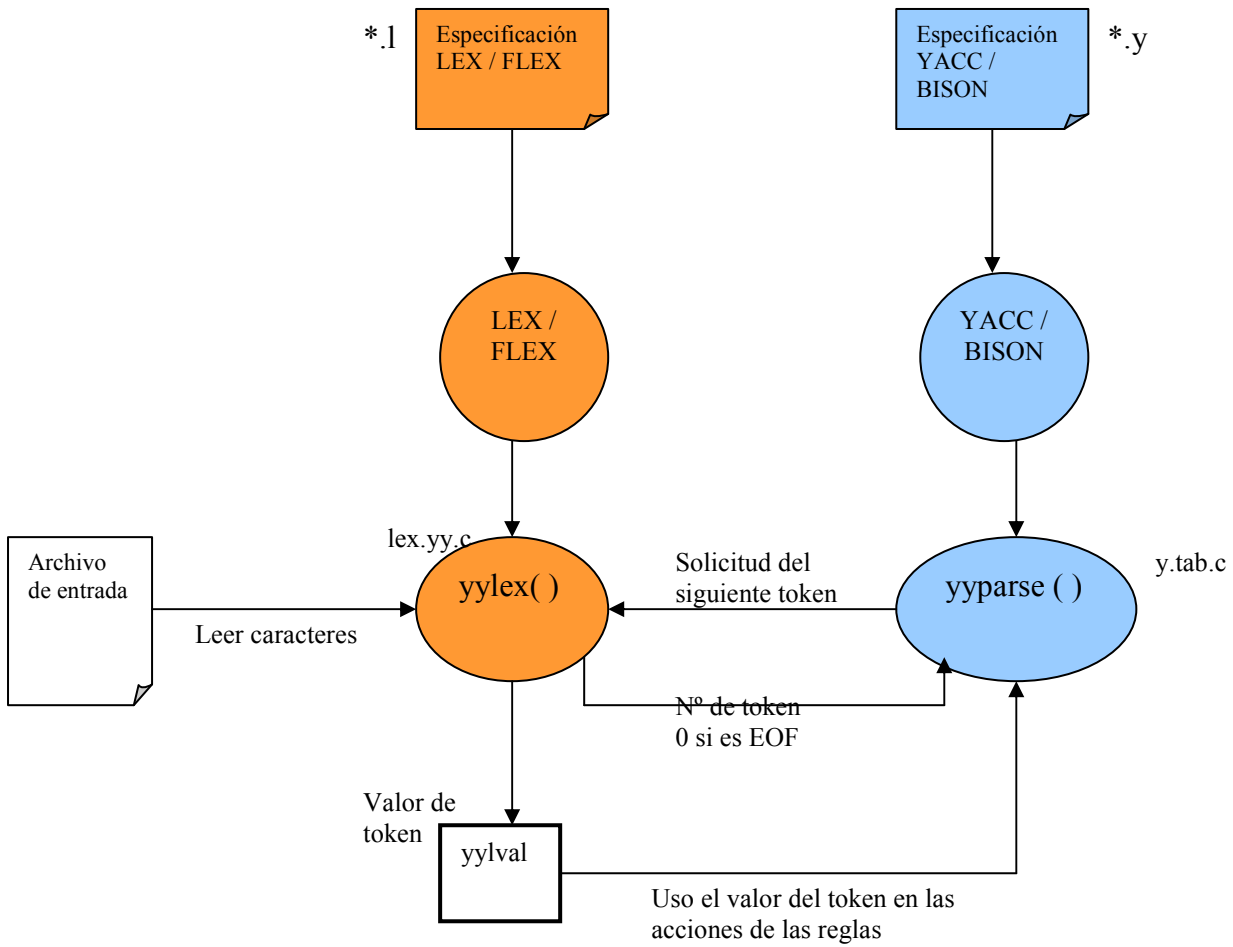 *.l
Especificación
LEX / FLEX
Especificación
YACC /
BISON
*.y
LEX /
FLEX
YACC /
BISON
lex.yy.c
Archivo
de entrada
yylex( )
Solicitud del
siguiente token
yyparse ( )
y.tab.c
Leer caracteres
Nº de token
0 si es EOF
Valor de
token
yylval
Uso el valor del token en las
acciones de las reglas